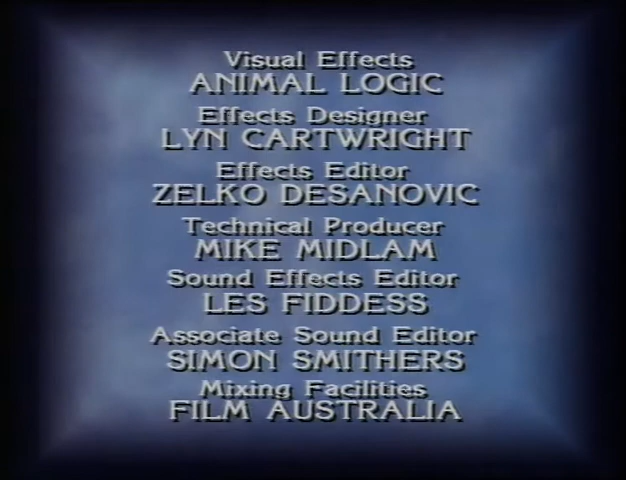 Visual Effects
ANIMAL LOGIC
Effects Designer
LYN CARTWRIGHT
Effects Editor
ZELKO DESANOVIC
Technical Producer
MIKE MIDLAM
Sound Effects Editor
LES FIDDESS
Associate Sound Editor
SIMON SMITHERS
Mixing Facilities
FILM AUSTRALIA